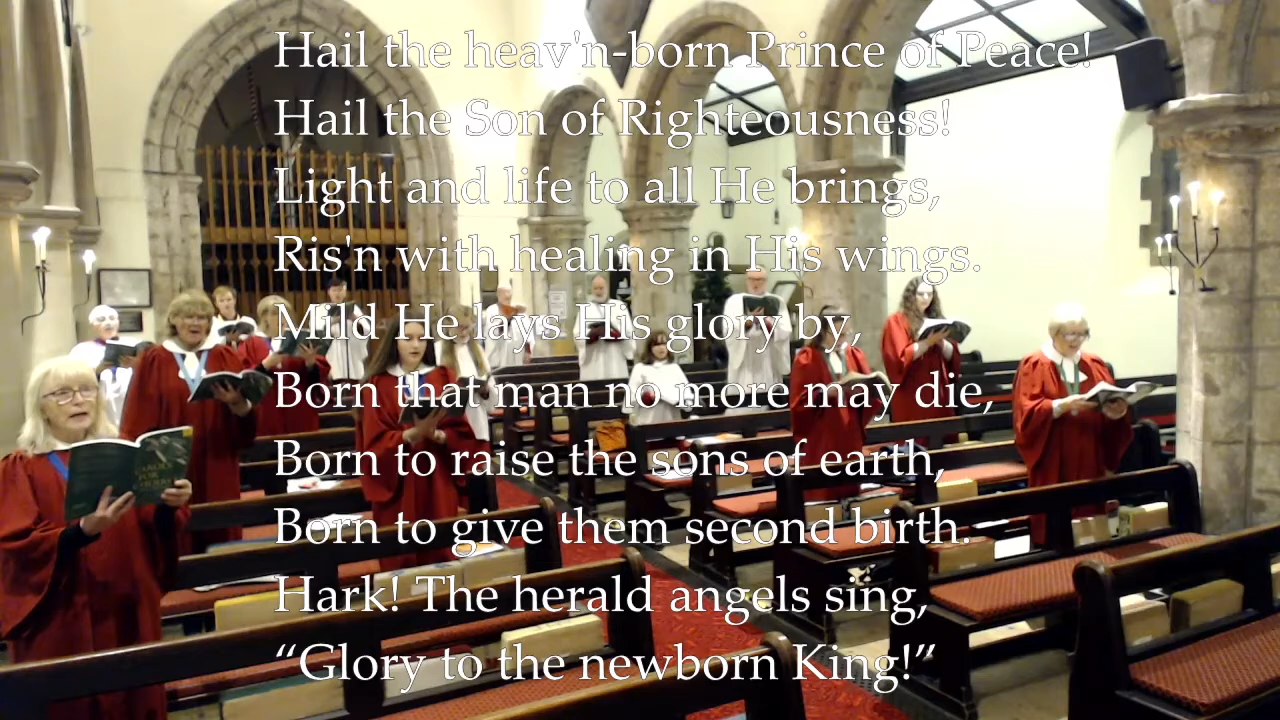 Hail the heav'n-born Prince of Peace!
Hail the Son of Righteousness!
Light and life to all He brings,
Ris'n with healing in His wings.
Mild He lays His glory by,
Born that man no more may die,
Born to raise the sons of earth,
Born to give them second birth.
Hark! The herald angels sing,
“Glory to the newborn King!”
CAROLS
FOR
CHOIRS